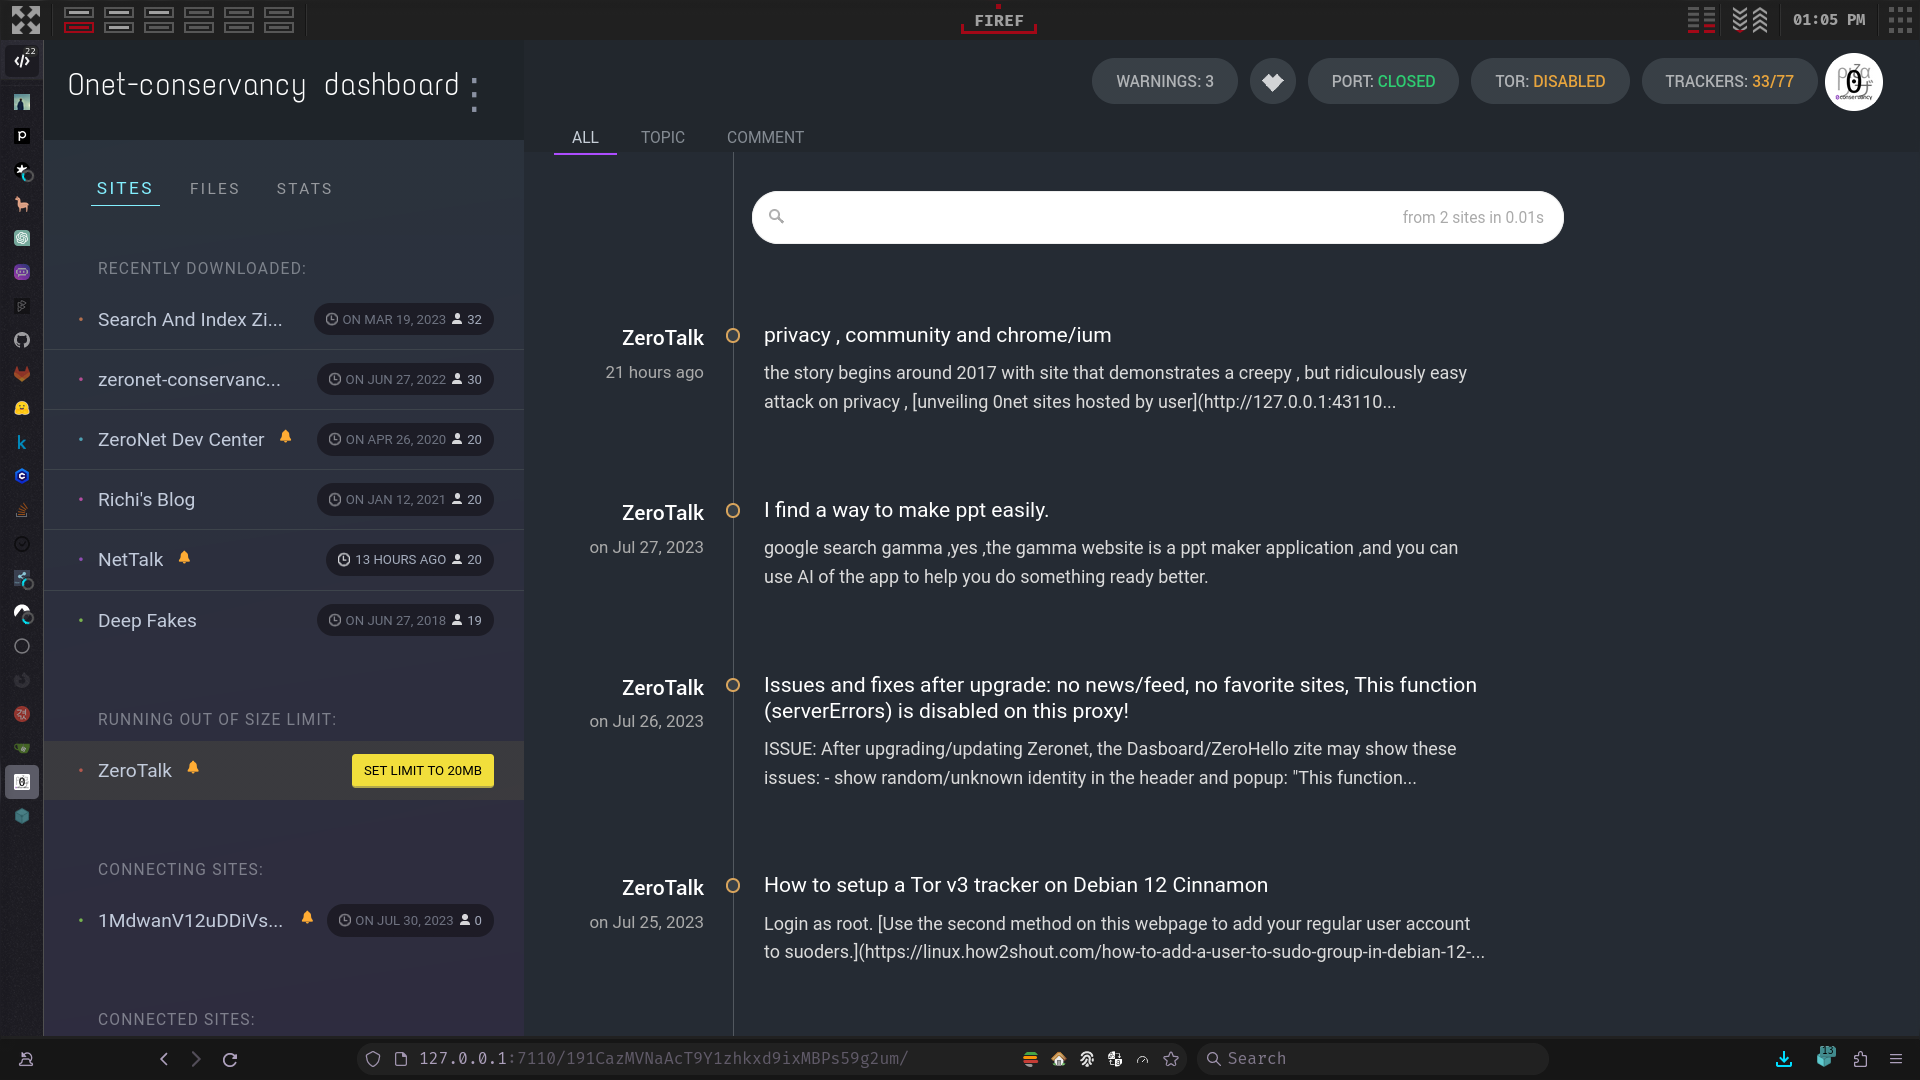 FIREF
01:05 PM
22
0net-conservancy dashboard
WARNINGS: 3
PORT: CLOSED
TOR: DISABLED
TRACKERS: 33/77
ALL
TOPIC
COMMENT
SITES
FILES
STATS
from 2 sites in 0.01s
RECENTLY DOWNLOADED:
Search And Index Zi...
ON MAR 19, 2023 32
zeronet-conservanc...
ON JUN 27, 2022 30
ZeroNet Dev Center
ON APR 26, 2020 20
Richi's Blog
ON JAN 12, 2021 20
NetTalk
13 HOURS AGO 20
Deep Fakes
ON JUN 27, 2018 19
RUNNING OUT OF SIZE LIMIT:
ZeroTalk
SET LIMIT TO 20MB
CONNECTING SITES:
1MdwanV12uDDiVs...
ON JUL 30, 2023 0
CONNECTED SITES:
ZeroTalk
21 hours ago
privacy , community and chrome/ium
the story begins around 2017 with site that demonstrates a creepy , but ridiculously easy
attack on privacy , [unveiling 0net sites hosted by user](http://127.0.0.1:43110...
ZeroTalk
on Jul 27, 2023
I find a way to make ppt easily.
google search gamma ,yes ,the gamma website is a ppt maker application ,and you can
use AI of the app to help you do something ready better.
ZeroTalk
on Jul 26, 2023
Issues and fixes after upgrade: no news/feed, no favorite sites, This function
(serverErrors) is disabled on this proxy!
ISSUE: After upgrading/updating Zeronet, the Dasboard/ZeroHello zite may show these
issues: - show random/unknown identity in the header and popup: "This function...
ZeroTalk
on Jul 25, 2023
How to setup a Tor v3 tracker on Debian 12 Cinnamon
Login as root. [Use the second method on this webpage to add your regular user account
to suoders.](https://linux.how2shout.com/how-to-add-a-user-to-sudo-group-in-debian-12-...
127.0.0.1:7110/191CazMVNaAcT9Y1zhkxd9ixMBPs59g2um/
Search
13